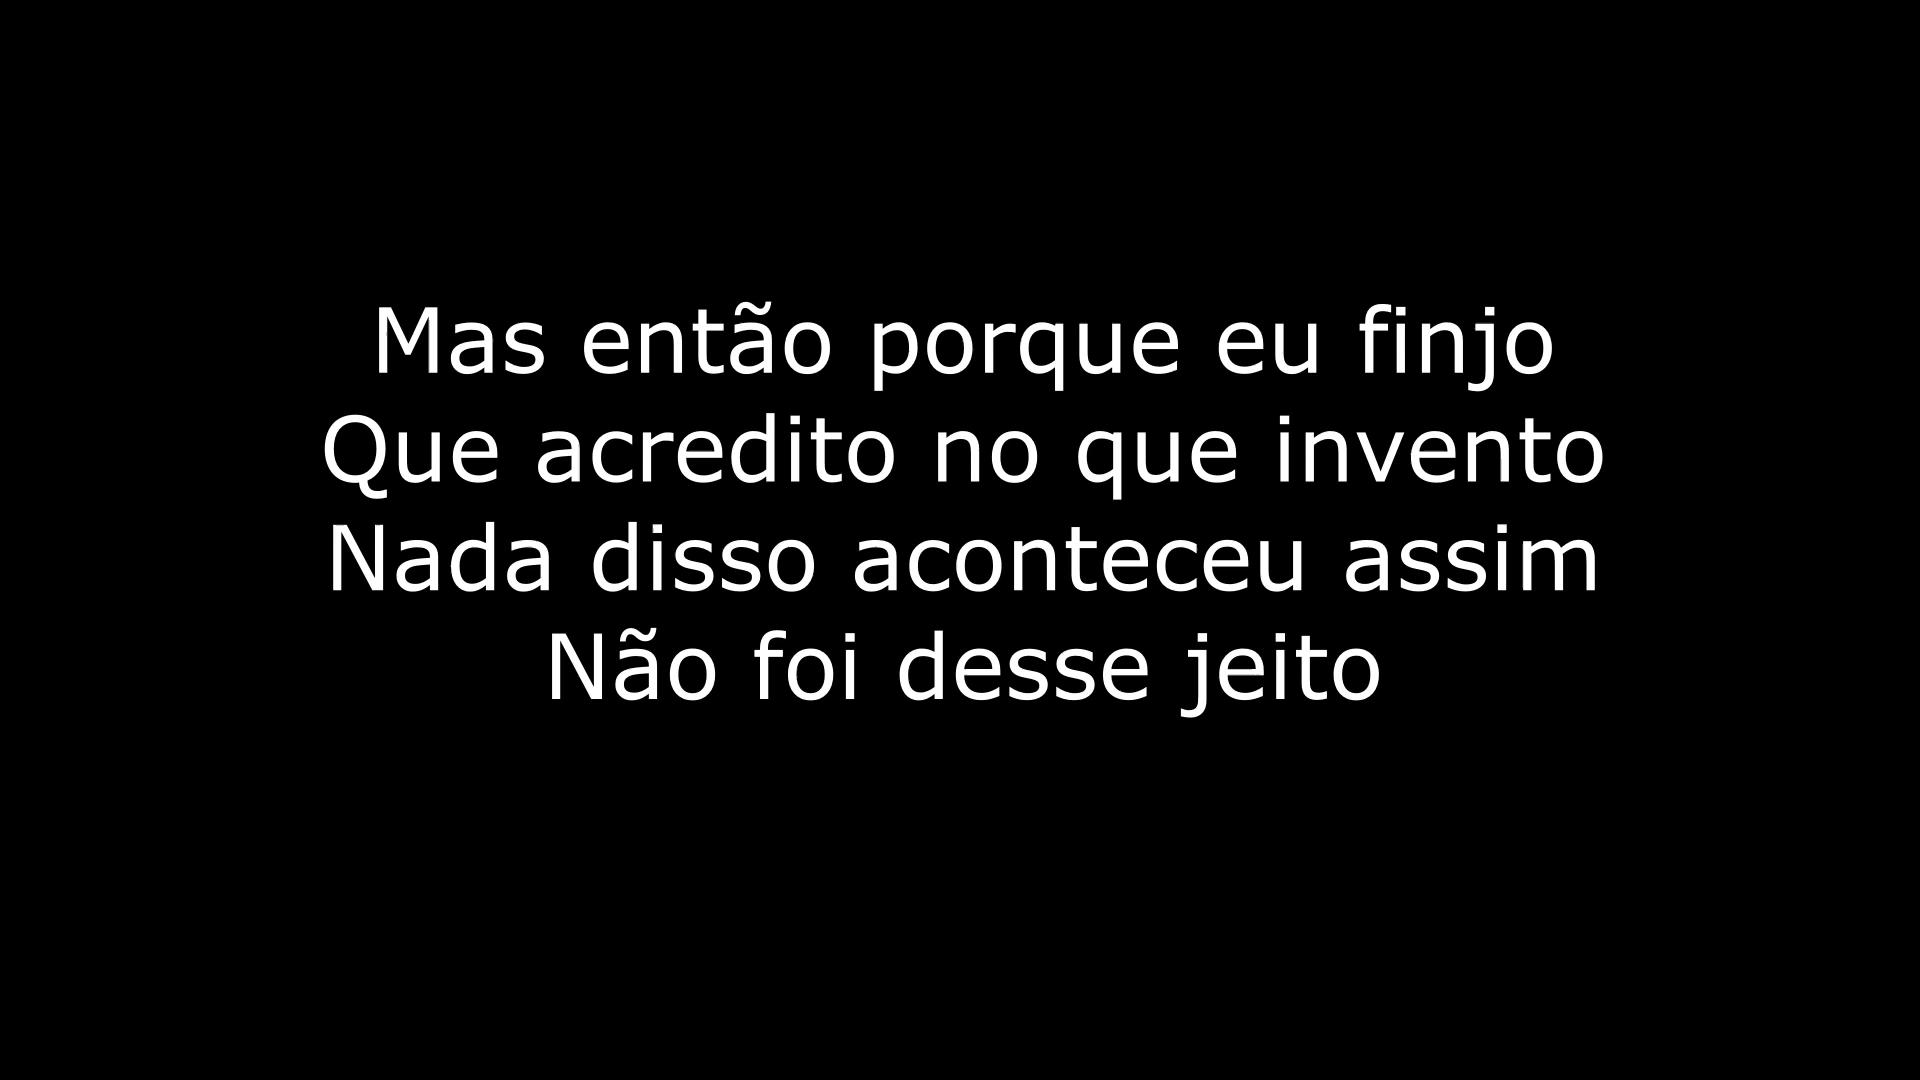 Mas então porque eu finjo
Que acredito no que invento
Nada disso aconteceu assim
Não foi desse jeito